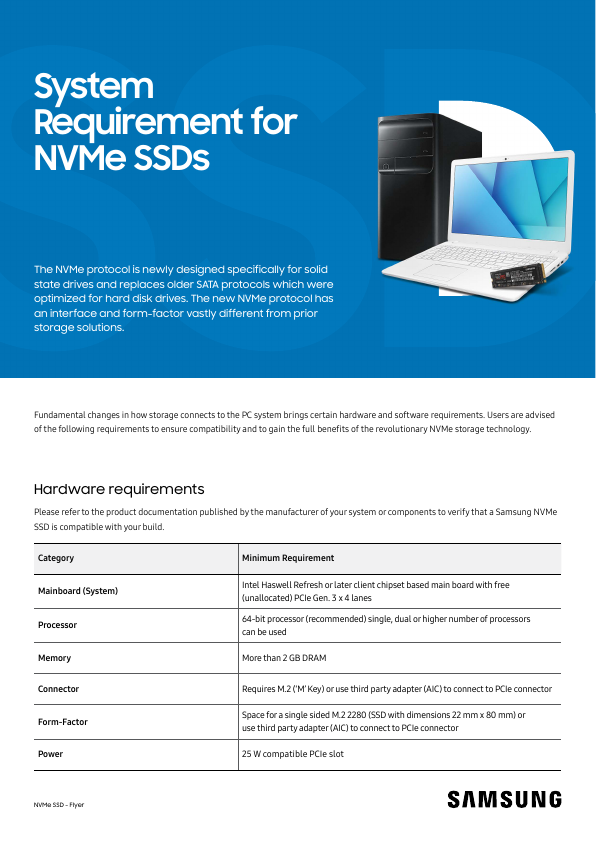 System
Requirement for
NVMe SSDs
The NVMe protocol is newly designed specifically for solid
state drives and replaces older SATA protocols which were
optimized for hard disk drives. The new NVMe protocol has
an interface and form-factor vastly different from prior
storage solutions.
Fundamental changes in how storage connects to the PC system brings certain hardware and software requirements. Users are advised
of the following requirements to ensure compatibility and to gain the full benefits of the revolutionary NVMe storage technology.
Hardware requirements
Please refer to the product documentation published by the manufacturer of your system or components to verify that a Samsung NVMe
SSD is compatible with your build.
Category Minimum Requirement
Mainboard (System) Intel Haswell Refresh or later client chipset based main board with free
(unallocated) PCIe Gen. 3 x 4 lanes
Processor 64-bit processor (recommended) single, dual or higher number of processors
can be used
Memory More than 2 GB DRAM
Connector Requires M.2 ('M' Key) or use third party adapter (AIC) to connect to PCIe connector
Form-Factor Space for a single sided M.2 2280 (SSD with dimensions 22 mm x 80 mm) or
use third party adapter (AIC) to connect to PCIe connector
Power 25 W compatible PCIe slot
NVMe SSD - Flyer
SAMSUNG